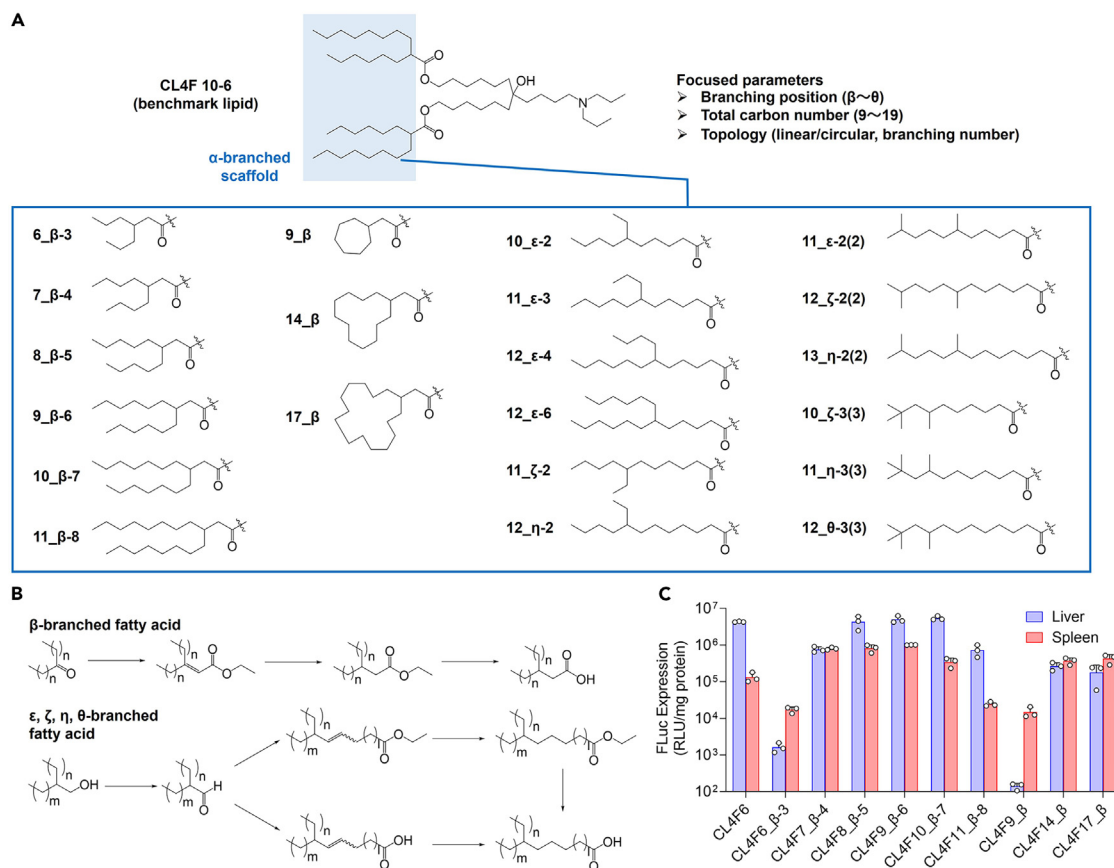 A
CL4F 10-6
(benchmark lipid)
O
O
OH
N
O
O
α-branched
scaffold
Focused parameters
➢ Branching position (β～θ)
➢ Total carbon number (9～19)
➢ Topology (linear/circular, branching number)
6_β-3
O
7_β-4
O
8_β-5
O
9_β-6
O
10_β-7
O
11_β-8
O
9_β
O
14_β
O
17_β
O
10_ε-2
O
11_ε-3
O
12_ε-4
O
12_ε-6
O
11_ζ-2
O
12_η-2
O
11_ε-2(2)
O
12_ζ-2(2)
O
13_η-2(2)
O
10_ζ-3(3)
O
11_η-3(3)
O
12_θ-3(3)
O
B
β-branched fatty acid
( )n ( )n O
( )n ( )n O O
( )n ( )n O O
( )n ( )n O OH
ε, ζ, η, θ-branched
fatty acid
( )n ( )m OH
( )n ( )m O H
( )n ( )m ( )l O O
( )n ( )m ( )l O O
( )n ( )m ( )l O OH
( )n ( )m ( )l O OH
C
FLuc Expression
(RLU/mg protein)
10⁷
10⁶
10⁵
10⁴
10³
10²
Liver
Spleen
CL4F6
CL4F6_β-3
CL4F7_β-4
CL4F8_β-5
CL4F9_β-6
CL4F10_β-7
CL4F11_β-8
CL4F9_β
CL4F14_β
CL4F17_β